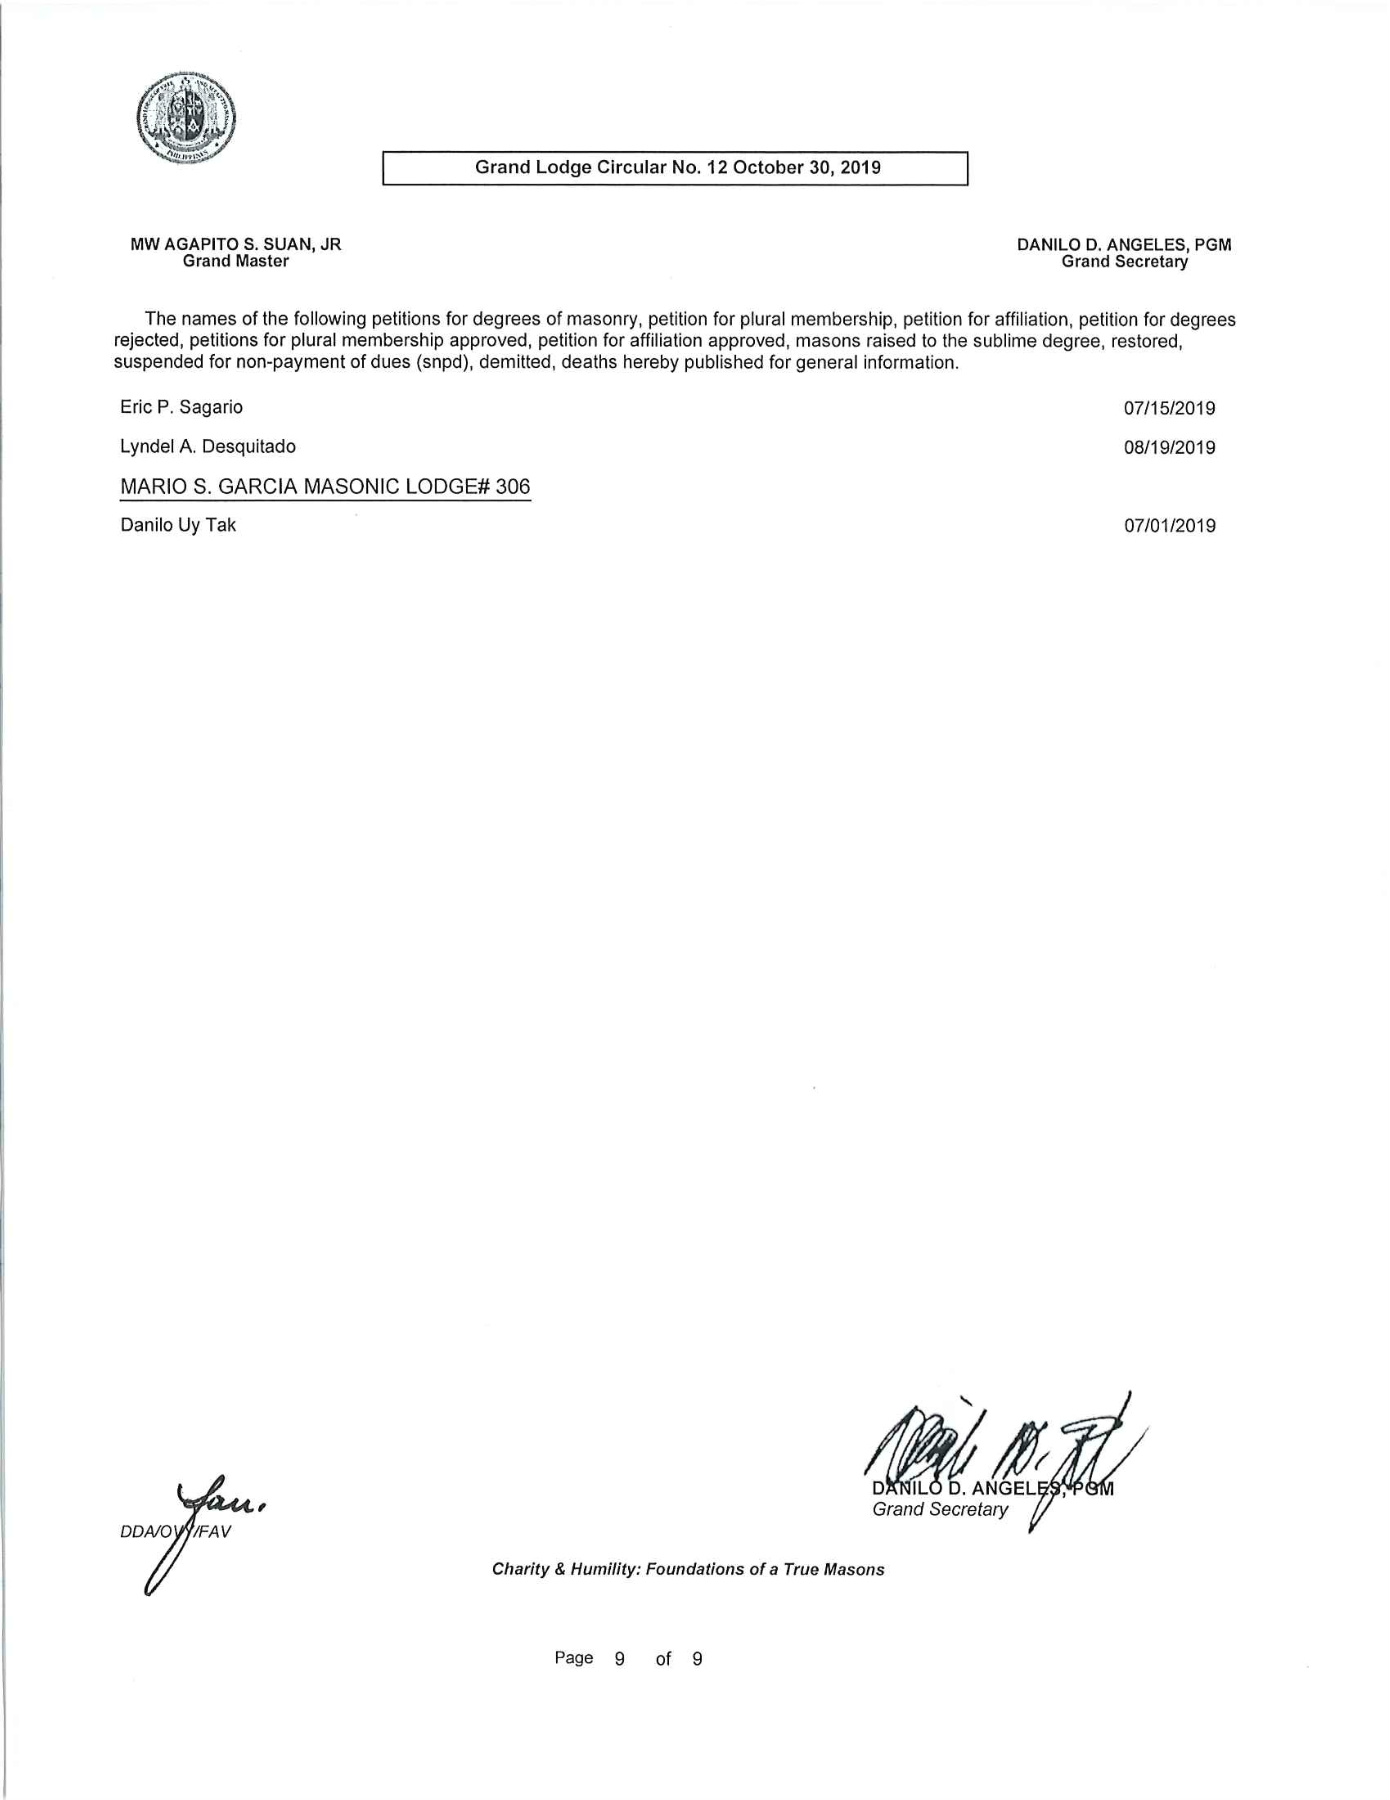 PHILIPPINES
Grand Lodge Circular No. 12 October 30, 2019
MW AGAPITO S. SUAN, JR
Grand Master
DANILO D. ANGELES, PGM
Grand Secretary
The names of the following petitions for degrees of masonry, petition for plural membership, petition for affiliation, petition for degrees
rejected, petitions for plural membership approved, petition for affiliation approved, masons raised to the sublime degree, restored,
suspended for non-payment of dues (snpd), demitted, deaths hereby published for general information.
Eric P. Sagario 07/15/2019
Lyndel A. Desquitado 08/19/2019
MARIO S. GARCIA MASONIC LODGE# 306
Danilo Uy Tak 07/01/2019
DANILO D. ANGELES, PGM
Grand Secretary
DDA/OVV/FAV
Charity & Humility: Foundations of a True Masons
Page 9 of 9